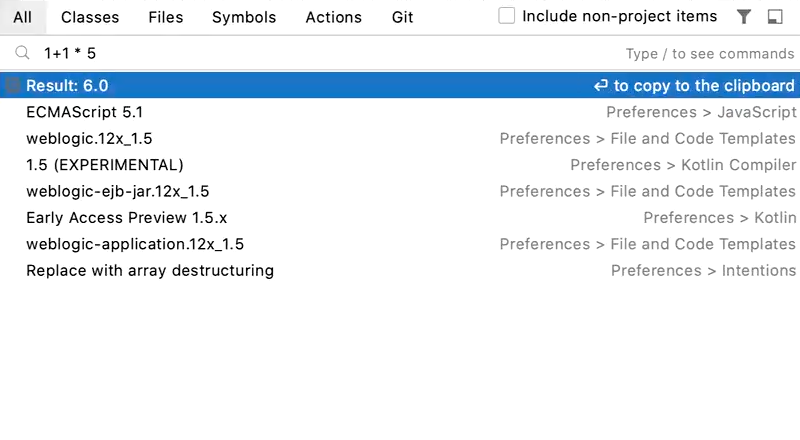 All Classes Files Symbols Actions Git Include non-project items
1+1 * 5 Type / to see commands
Result: 6.0 ⏎ to copy to the clipboard
ECMAScript 5.1 Preferences > JavaScript
weblogic.12x_1.5 Preferences > File and Code Templates
1.5 (EXPERIMENTAL) Preferences > Kotlin Compiler
weblogic-ejb-jar.12x_1.5 Preferences > File and Code Templates
Early Access Preview 1.5.x Preferences > Kotlin
weblogic-application.12x_1.5 Preferences > File and Code Templates
Replace with array destructuring Preferences > Intentions